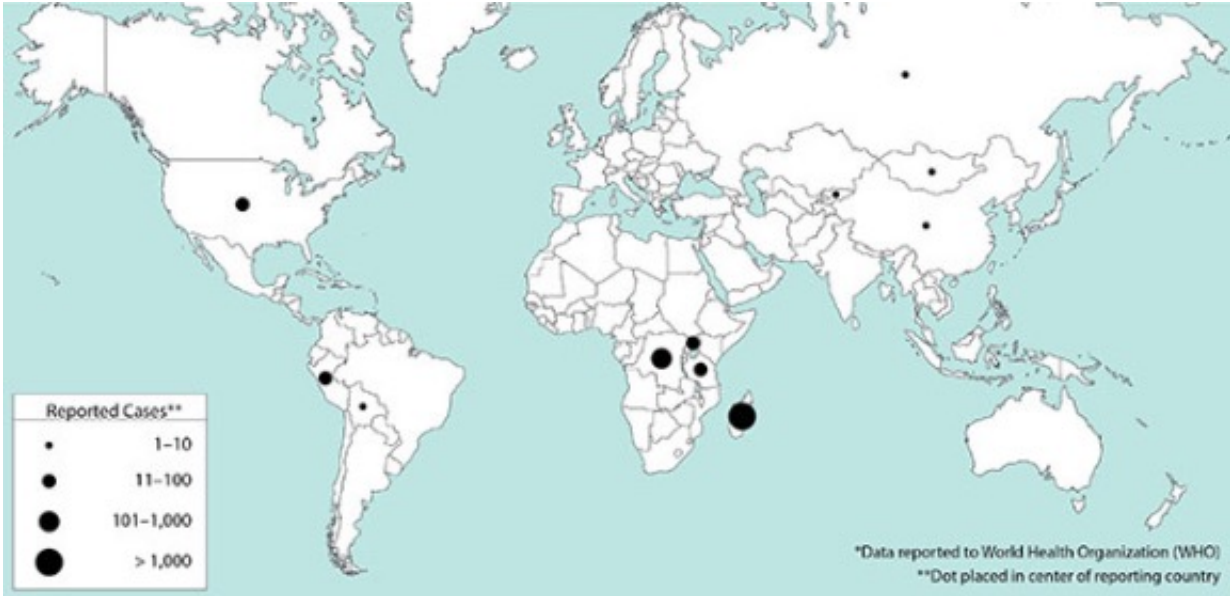 Reported Cases**
1–10
11–100
101–1,000
> 1,000
*Data reported to World Health Organization (WHO)
**Dot placed in center of reporting country